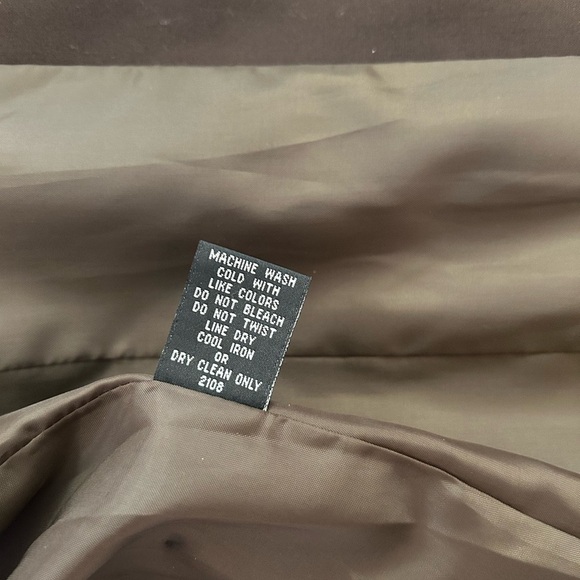 MACHINE WASH
COLD WITH
LIKE COLORS
DO NOT BLEACH
DO NOT TWIST
LINE DRY
COOL IRON
OR
DRY CLEAN ONLY
2108